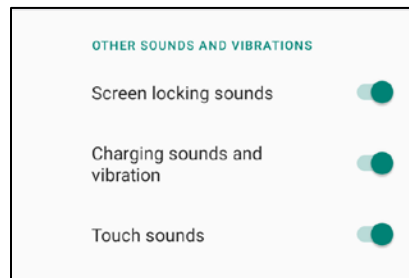 OTHER SOUNDS AND VIBRATIONS
Screen locking sounds
Charging sounds and
vibration
Touch sounds